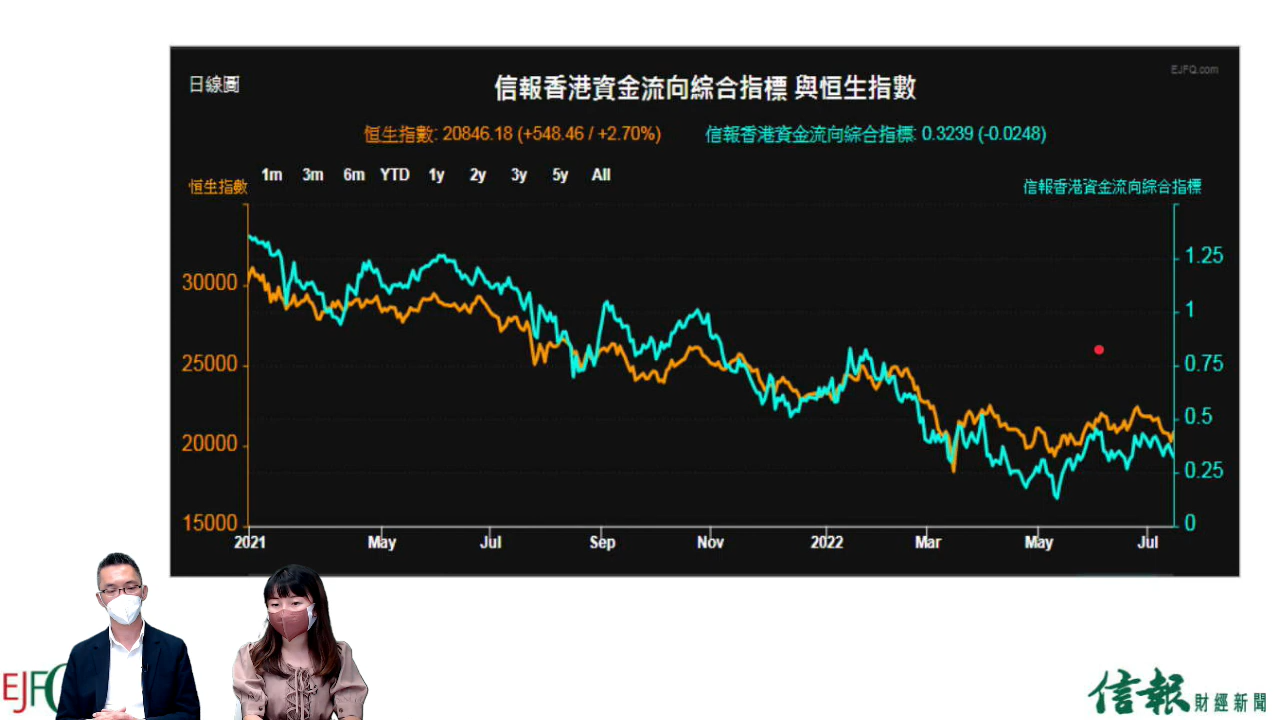 日線圖
信報香港資金流向綜合指標 與恒生指數
EJFQ.com
恒生指數: 20846.18 (+548.46 / +2.70%)
信報香港資金流向綜合指標: 0.3239 (-0.0248)
1m 3m 6m YTD 1y 2y 3y 5y All
恒生指數
信報香港資金流向綜合指標
30000
25000
20000
15000
1.25
1
0.75
0.5
0.25
0
2021 May Jul Sep Nov 2022 Mar May Jul
EJF
信報 財經新聞